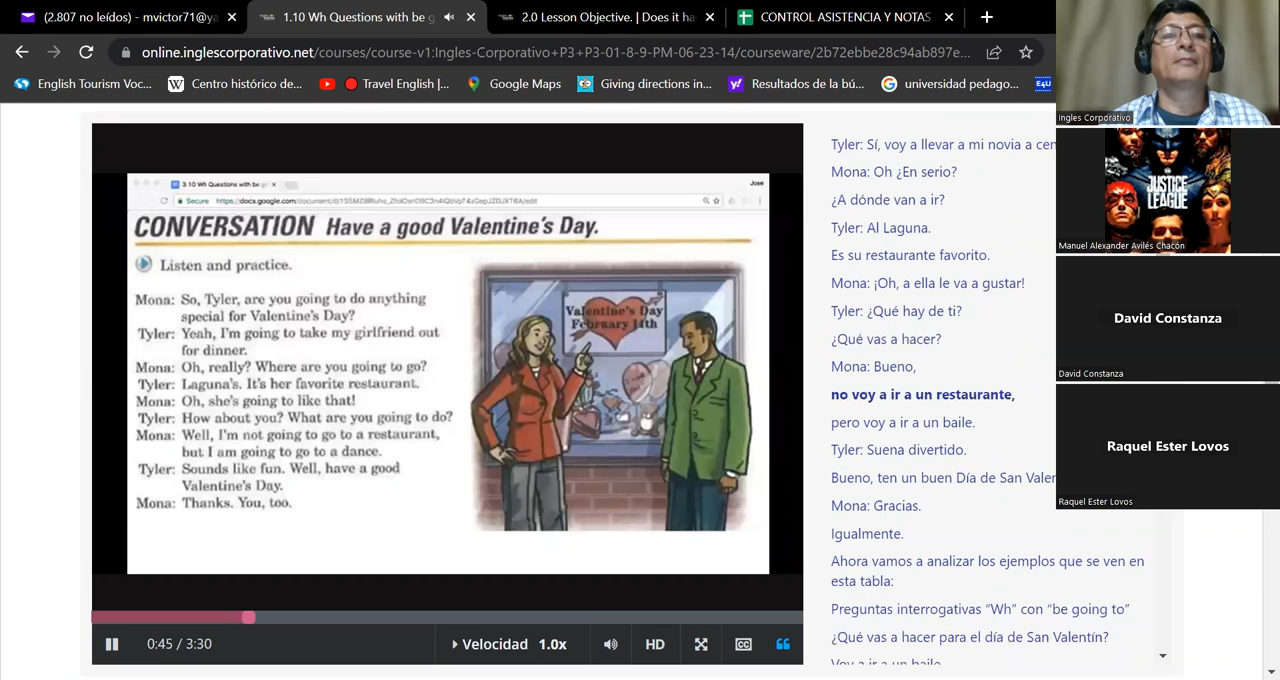 (2.807 no leídos) - mvictor71@ya
1.10 Wh Questions with be g
2.0 Lesson Objective. | Does it ha
CONTROL ASISTENCIA Y NOTAS
online.inglescorporativo.net/courses/course-v1:Ingles-Corporativo+P3+P3-01-8-9-PM-06-23-14/courseware/2b72ebbe28c94ab897e...
English Tourism Voc...
Centro histórico de...
Travel English |...
Google Maps
Giving directions in...
Resultados de la bú...
universidad pedago...
E4U
3.10 Wh Questions with be g
Jose
Secure
CONVERSATION Have a good Valentine's Day.
Listen and practice.
Mona: So, Tyler, are you going to do anything
special for Valentine's Day?
Tyler: Yeah, I'm going to take my girlfriend out
for dinner.
Mona: Oh, really? Where are you going to go?
Tyler: Laguna's. It's her favorite restaurant.
Mona: Oh, she's going to like that!
Tyler: How about you? What are you going to do?
Mona: Well, I'm not going to go to a restaurant,
but I am going to go to a dance.
Tyler: Sounds like fun. Well, have a good
Valentine's Day.
Mona: Thanks. You, too.
Valentine's Day
February 14th
0:45 / 3:30
Velocidad 1.0x
HD
CC
Tyler: Sí, voy a llevar a mi novia a cen
Mona: Oh ¿En serio?
¿A dónde van a ir?
Tyler: Al Laguna.
Es su restaurante favorito.
Mona: ¡Oh, a ella le va a gustar!
Tyler: ¿Qué hay de ti?
¿Qué vas a hacer?
Mona: Bueno,
no voy a ir a un restaurante,
pero voy a ir a un baile.
Tyler: Suena divertido.
Bueno, ten un buen Día de San Valen
Mona: Gracias.
Igualmente.
Ahora vamos a analizar los ejemplos que se ven en
esta tabla:
Preguntas interrogativas “Wh” con “be going to”
¿Qué vas a hacer para el día de San Valentín?
Voy a ir a un baile
Ingles Corporativo
JUSTICE
LEAGUE
Manuel Alexander Avilés Chacón
David Constanza
David Constanza
Raquel Ester Lovos
Raquel Ester Lovos